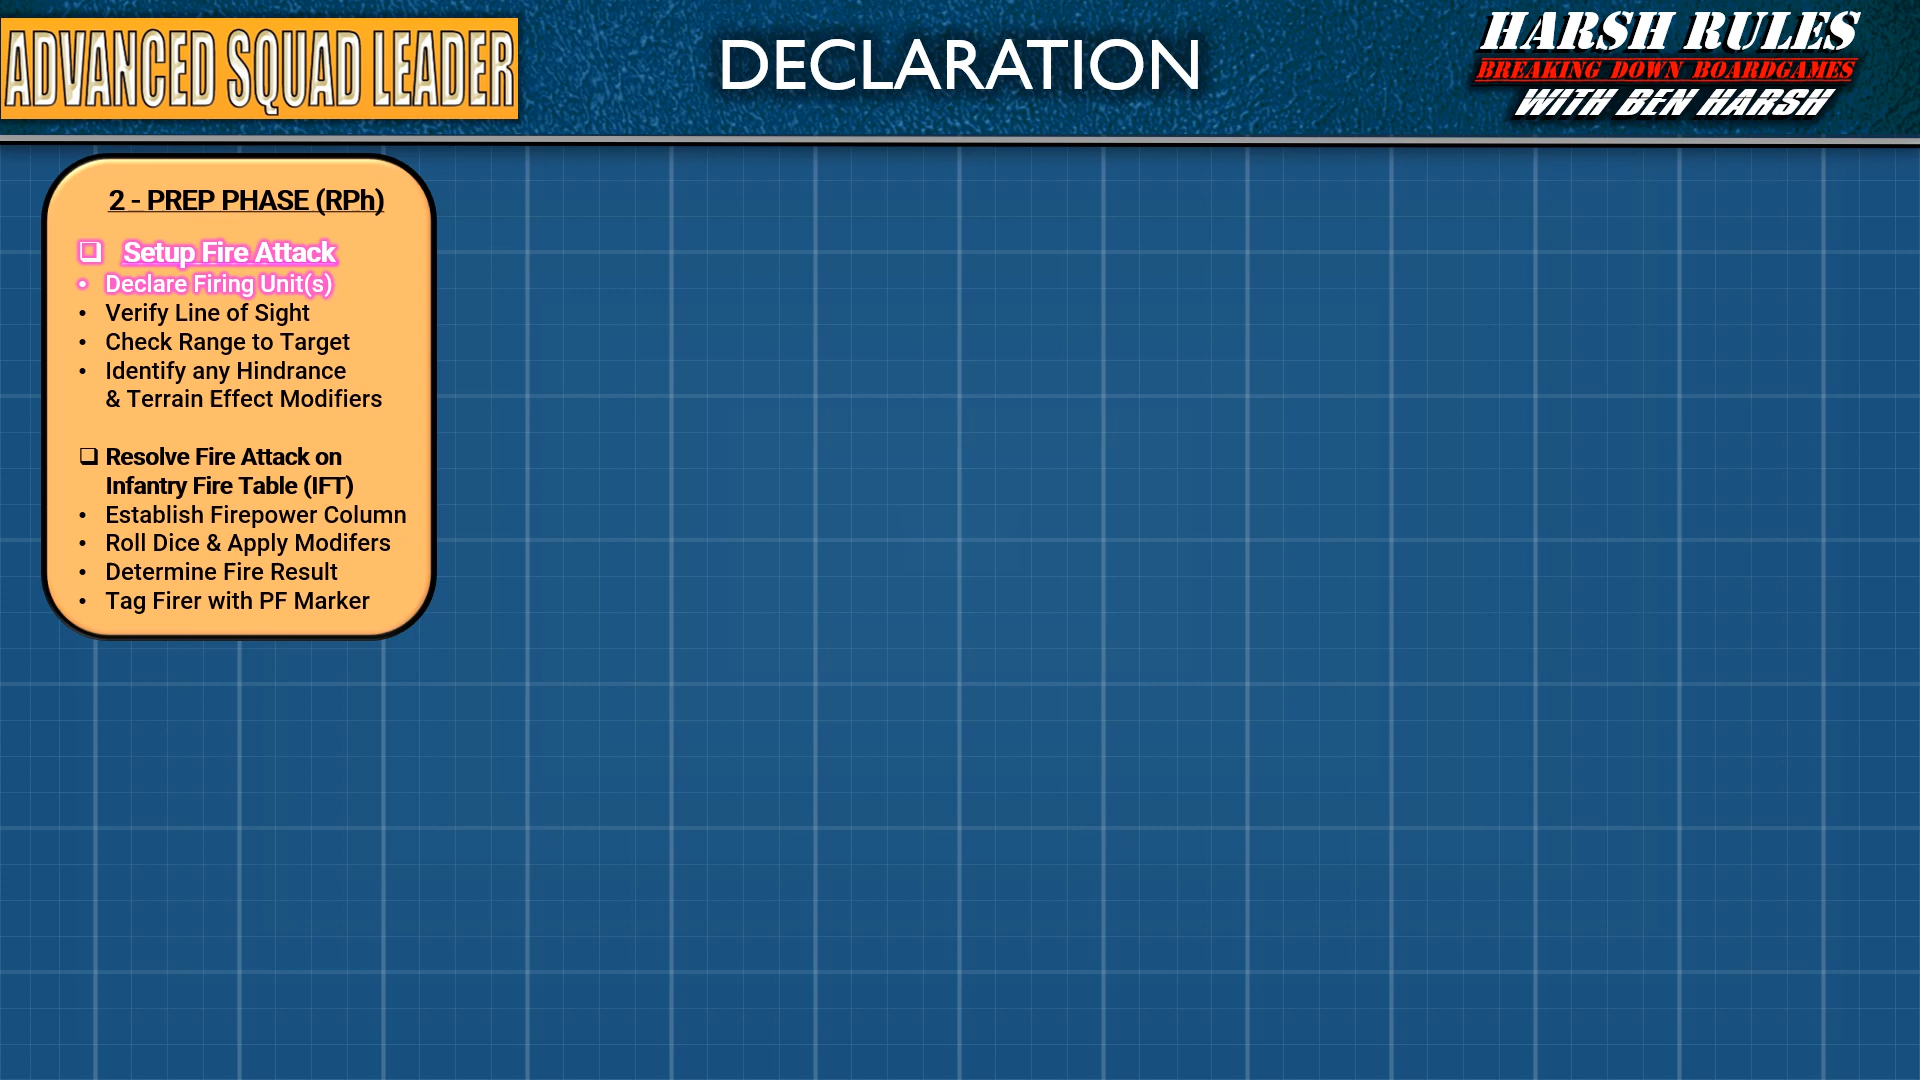 ADVANCED SQUAD LEADER
DECLARATION
HARSH RULES
BREAKING DOWN BOARDGAMES
WITH BEN HARSH
2 - PREP PHASE (RPh)
❑ Setup Fire Attack
• Declare Firing Unit(s)
• Verify Line of Sight
• Check Range to Target
• Identify any Hindrance
& Terrain Effect Modifiers
❑ Resolve Fire Attack on
Infantry Fire Table (IFT)
• Establish Firepower Column
• Roll Dice & Apply Modifers
• Determine Fire Result
• Tag Firer with PF Marker